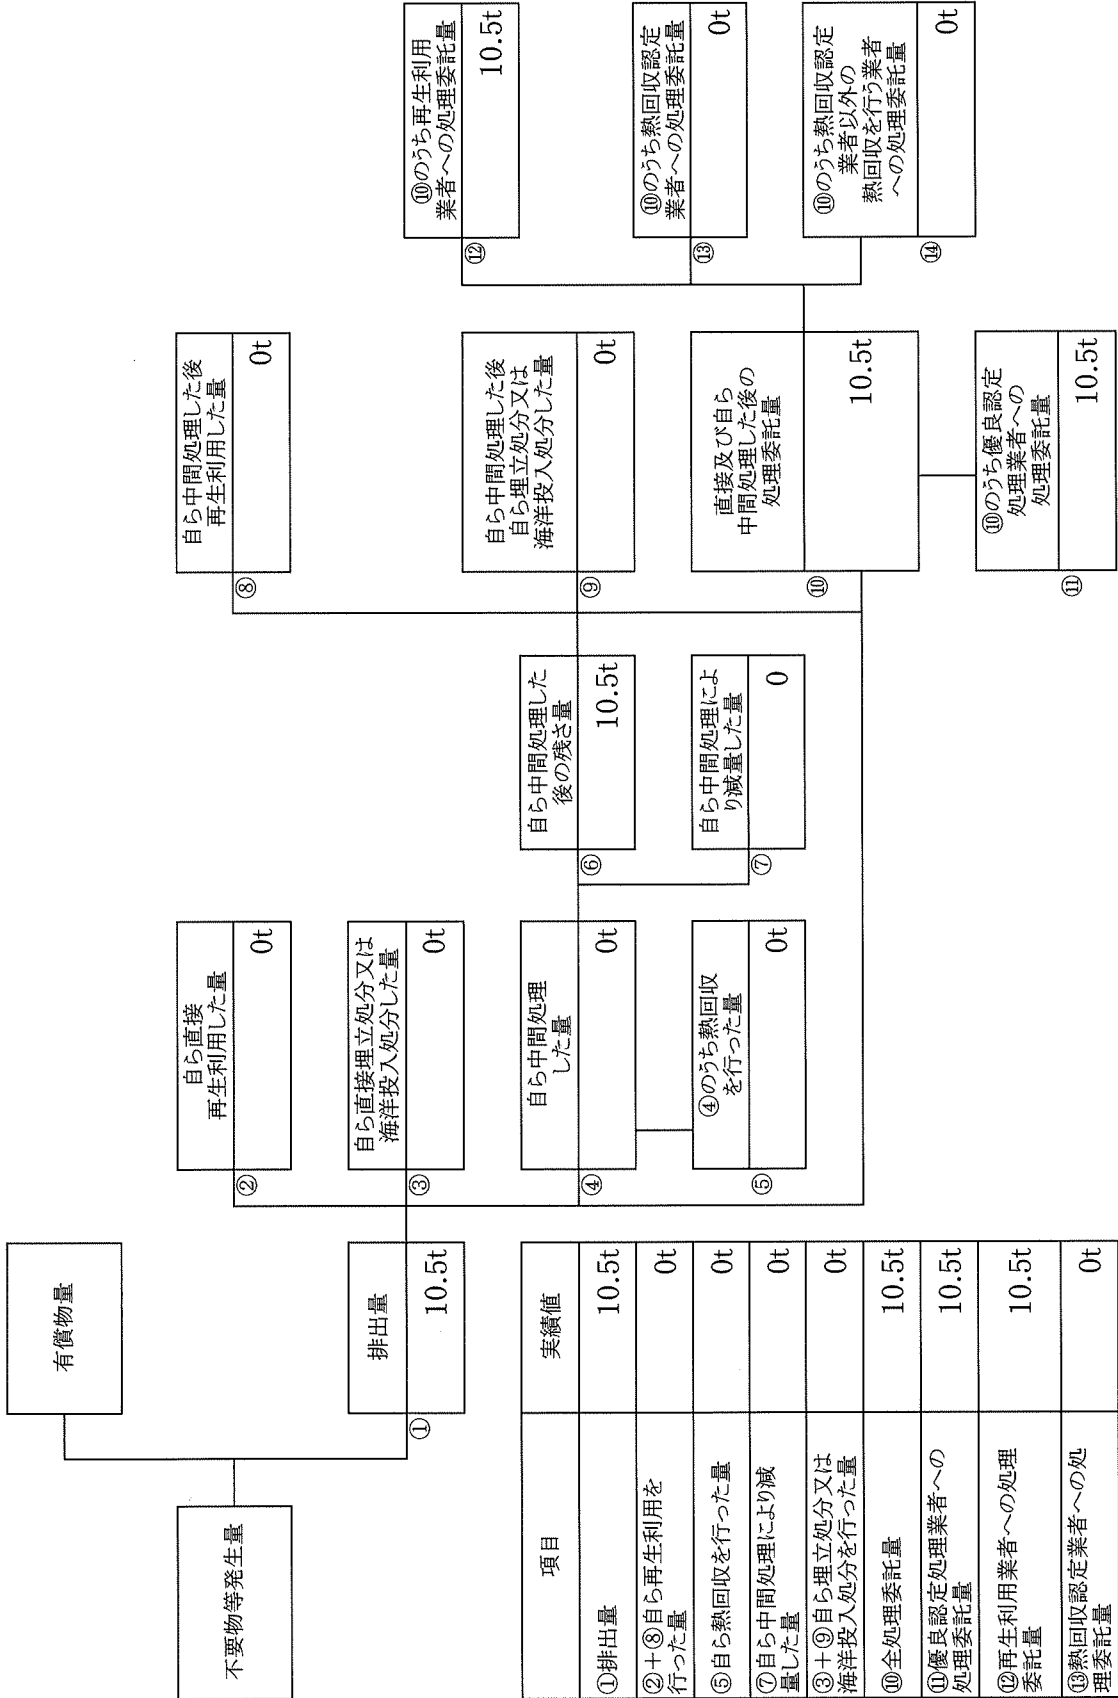 有償物量
不要物等発生量
排出量
①
10.5t
自ら直接
再生利用した量
②
0t
自ら直接埋立処分又は
海洋投入処分した量
③
0t
自ら中間処理
した量
④
0t
④のうち熱回収
を行った量
⑤
0t
自ら中間処理した
後の残さ量
⑥
10.5t
自ら中間処理によ
り減量した量
⑦
0
自ら中間処理した後
再生利用した量
⑧
0t
自ら中間処理した後
自ら埋立処分又は
海洋投入処分した量
⑨
0t
直接及び自ら
中間処理した後の
処理委託量
⑩
10.5t
⑩のうち優良認定
処理業者への
処理委託量
⑪
10.5t
⑩のうち再生利用
業者への処理委託量
⑫
10.5t
⑩のうち熱回収認定
業者への処理委託量
⑬
0t
⑩のうち熱回収認定
業者以外の
熱回収を行う業者
への処理委託量
⑭
0t
項目 実績値
①排出量 10.5t
②+⑧自ら再生利用を
行った量 0t
⑤自ら熱回収を行った量 0t
⑦自ら中間処理により減
量した量 0t
③+⑨自ら埋立処分又は
海洋投入処分を行った量 0t
⑩全処理委託量 10.5t
⑪優良認定処理業者への
処理委託量 10.5t
⑫再生利用業者への処理
委託量 10.5t
⑬熱回収認定業者への処
理委託量 0t